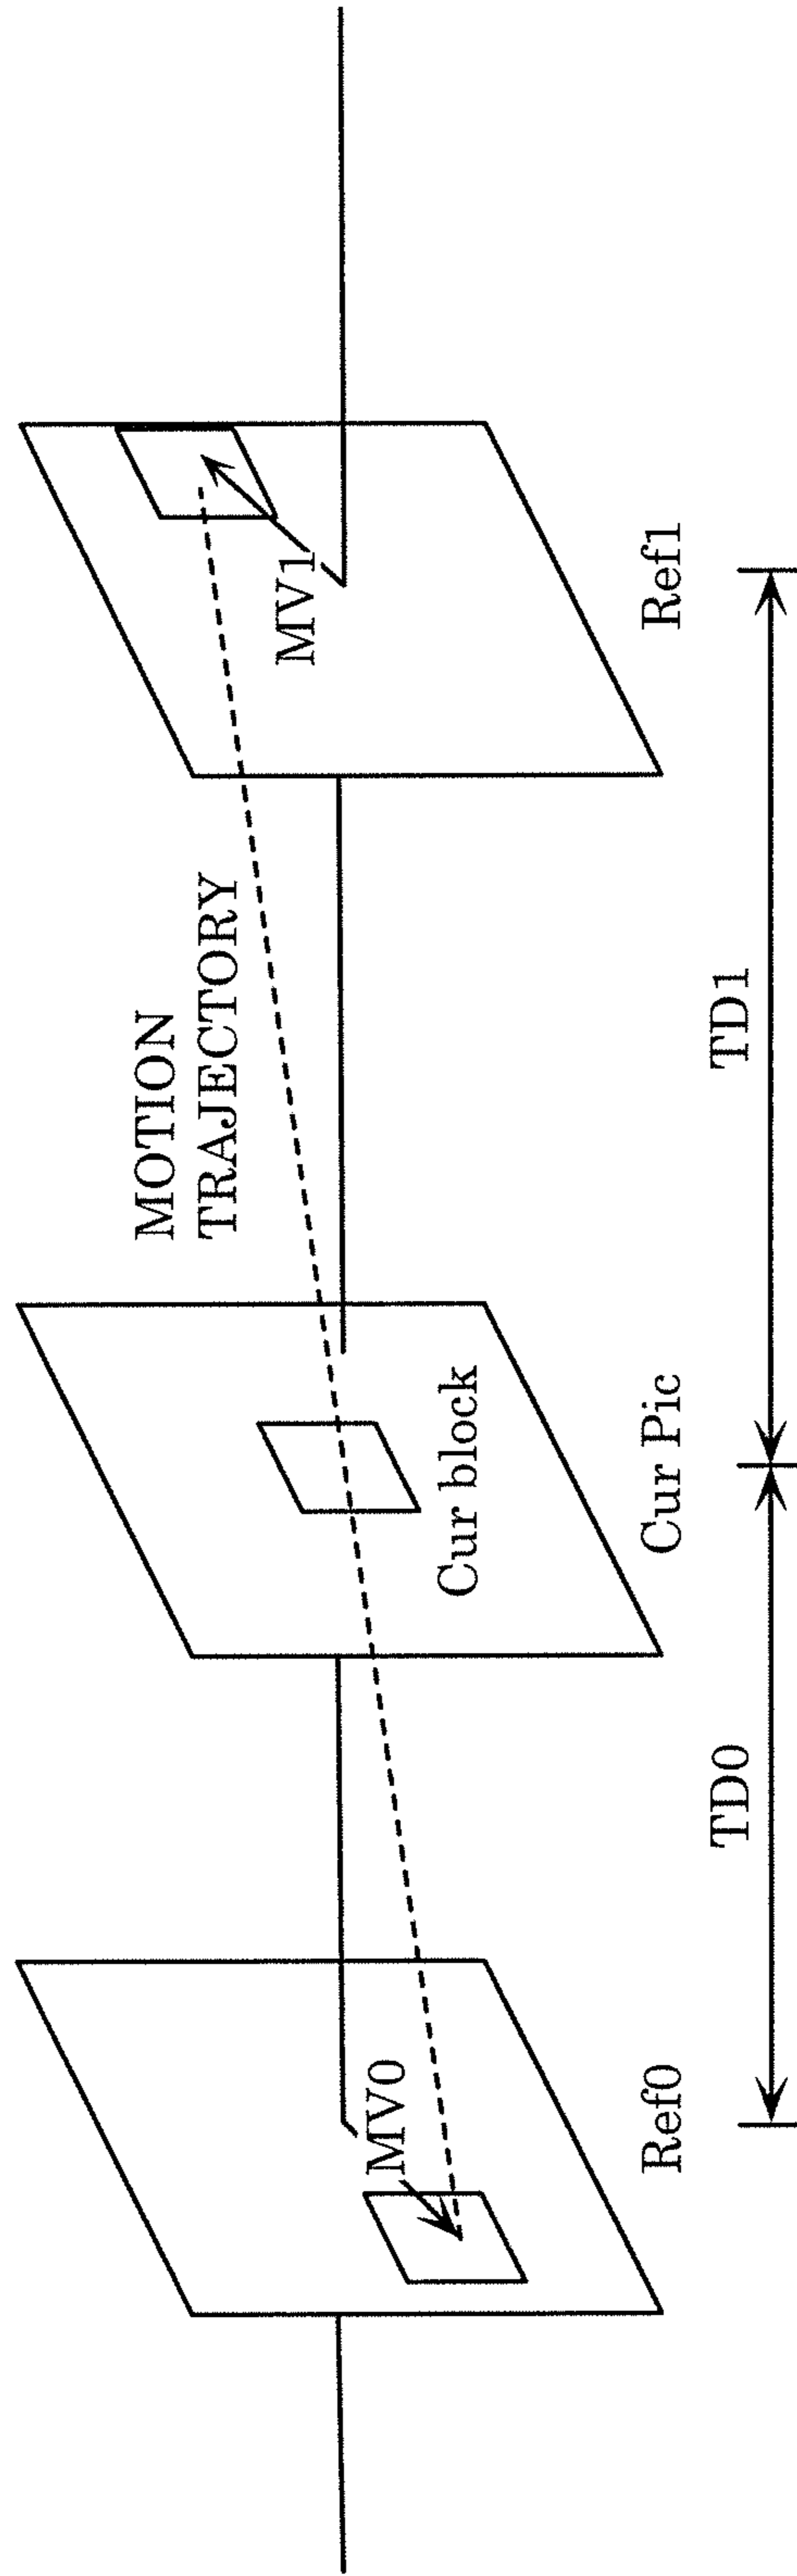 MOTION
TRAJECTORY
MV0
MV1
Cur block
Ref0
Cur Pic
Ref1
TD0
TD1